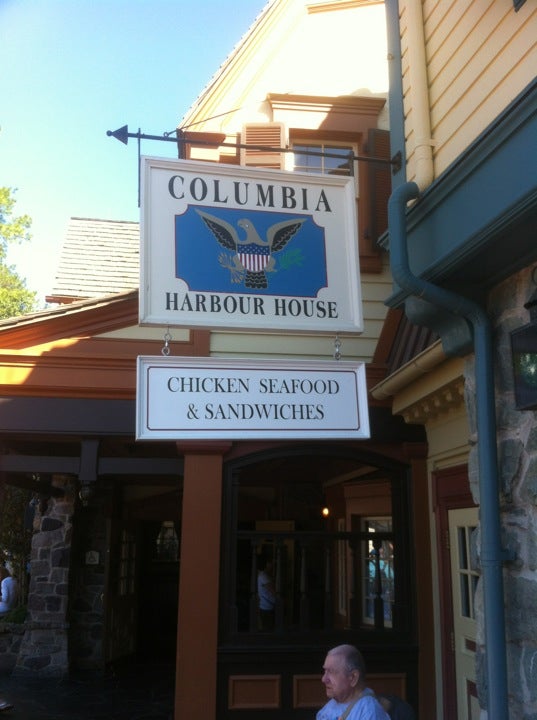 COLUMBIA
HARBOUR HOUSE
CHICKEN SEAFOOD
& SANDWICHES